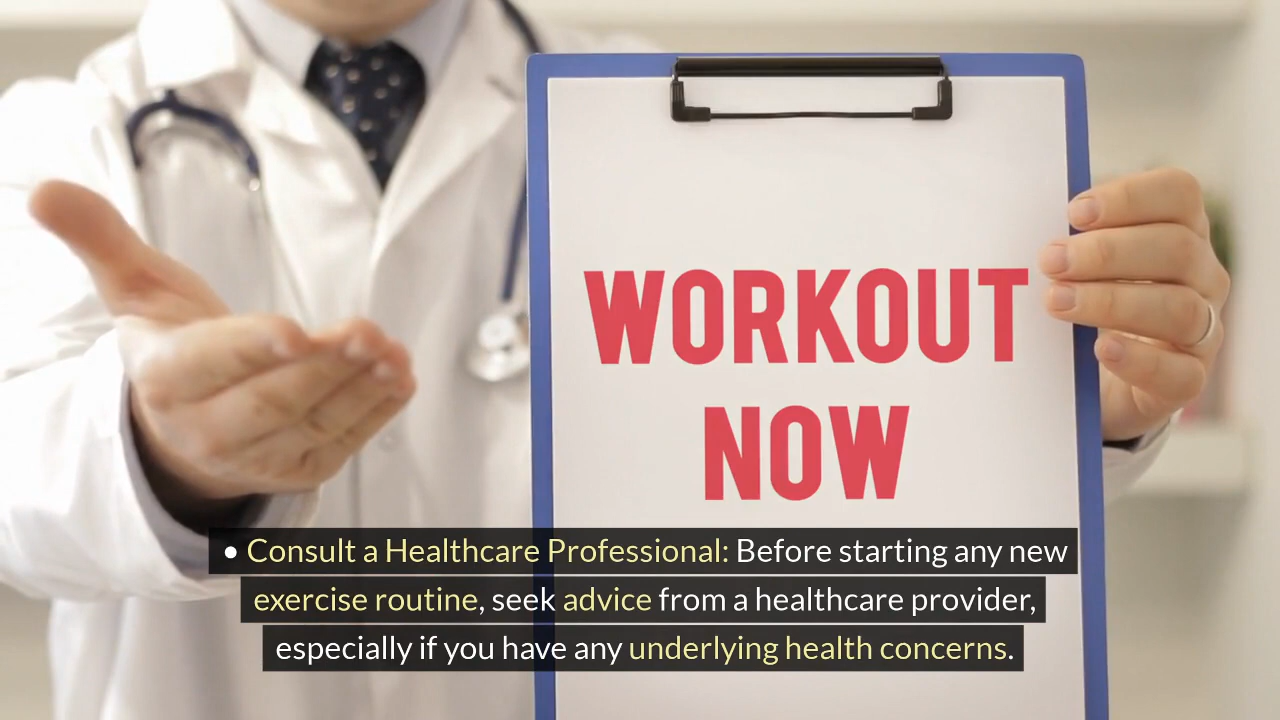 WORKOUT
NOW
• Consult a Healthcare Professional: Before starting any new
exercise routine, seek advice from a healthcare provider,
especially if you have any underlying health concerns.